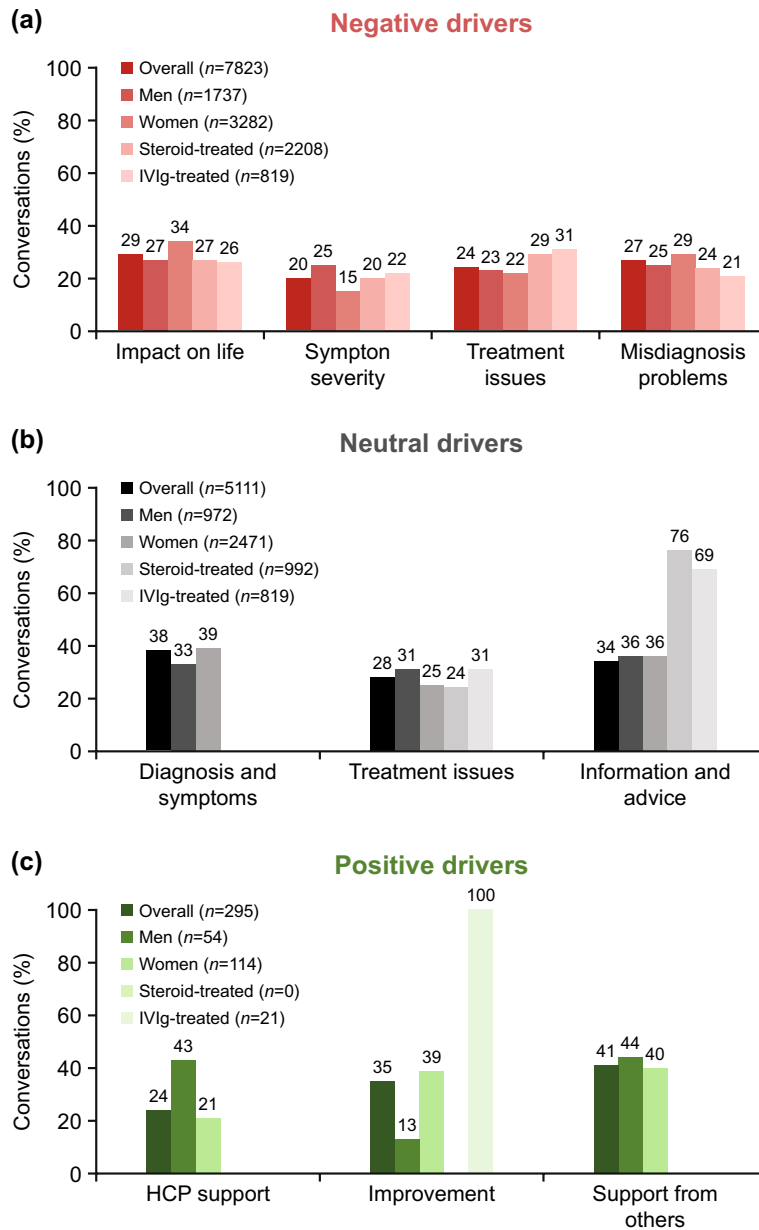 (a)
Negative drivers
Conversations (%)
100
80
60
40
20
0
Overall (n=7823)
Men (n=1737)
Women (n=3282)
Steroid-treated (n=2208)
IVIg-treated (n=819)
29 27 34 27 26
20 25 15 20 22
24 23 22 29 31
27 25 29 24 21
Impact on life
Sympton
severity
Treatment
issues
Misdiagnosis
problems
(b)
Neutral drivers
Conversations (%)
100
80
60
40
20
0
Overall (n=5111)
Men (n=972)
Women (n=2471)
Steroid-treated (n=992)
IVIg-treated (n=819)
38 33 39
28 31 25 24 31
34 36 36 76 69
Diagnosis and
symptoms
Treatment issues
Information and
advice
(c)
Positive drivers
Conversations (%)
100
80
60
40
20
0
Overall (n=295)
Men (n=54)
Women (n=114)
Steroid-treated (n=0)
IVIg-treated (n=21)
24 43 21
35 13 39 100
41 44 40
HCP support
Improvement
Support from
others